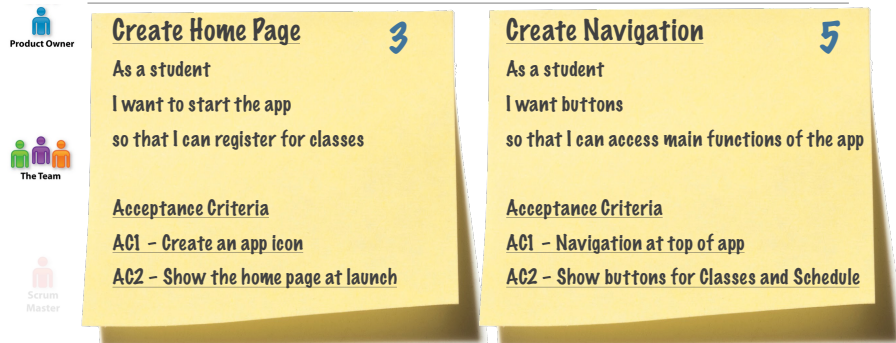 Product Owner
The Team
Scrum
Master
Create Home Page
3
As a student
I want to start the app
so that I can register for classes
Acceptance Criteria
AC1 - Create an app icon
AC2 - Show the home page at launch
Create Navigation
5
As a student
I want buttons
so that I can access main functions of the app
Acceptance Criteria
AC1 - Navigation at top of app
AC2 - Show buttons for Classes and Schedule